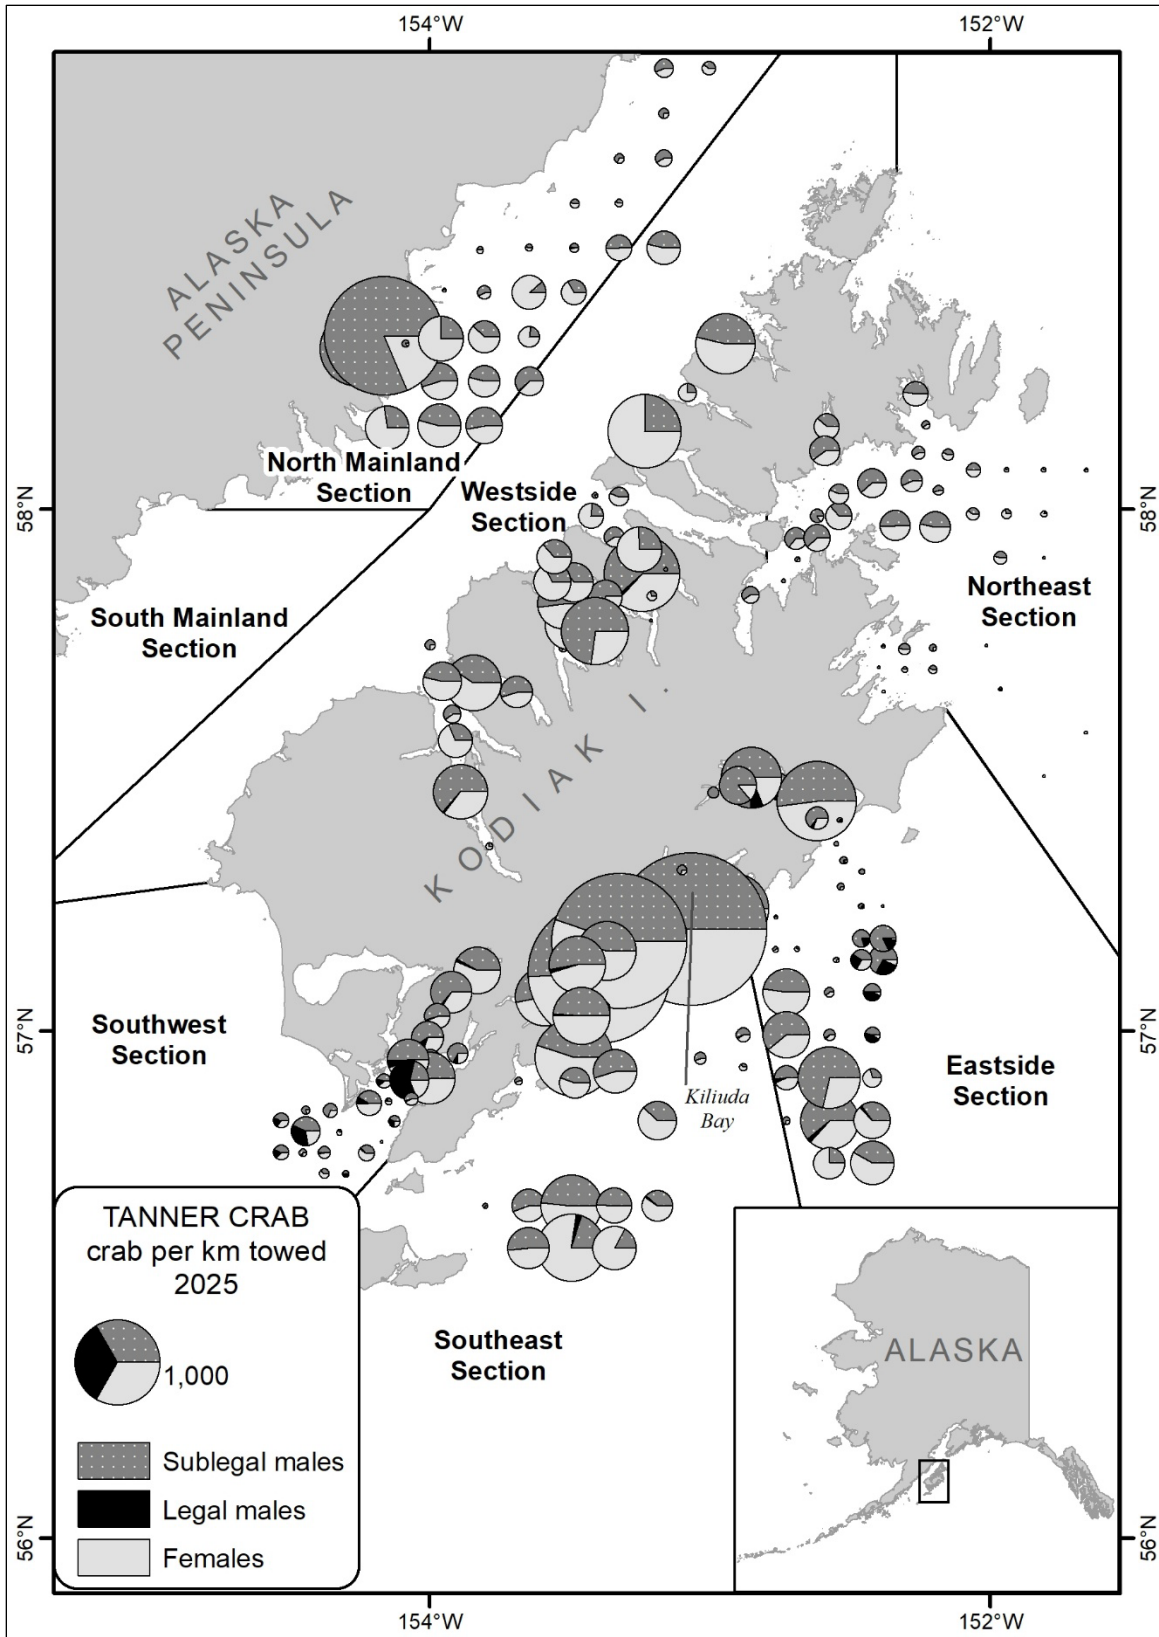 154°W
152°W
ALASKA
PENINSULA
North Mainland
Section
Westside
Section
58°N
58°N
Northeast
Section
South Mainland
Section
KODIAK I.
57°N
57°N
Southwest
Section
Eastside
Section
Kiliuda
Bay
TANNER CRAB
crab per km towed
2025
1,000
Sublegal males
Legal males
Females
Southeast
Section
ALASKA
56°N
56°N
154°W
152°W